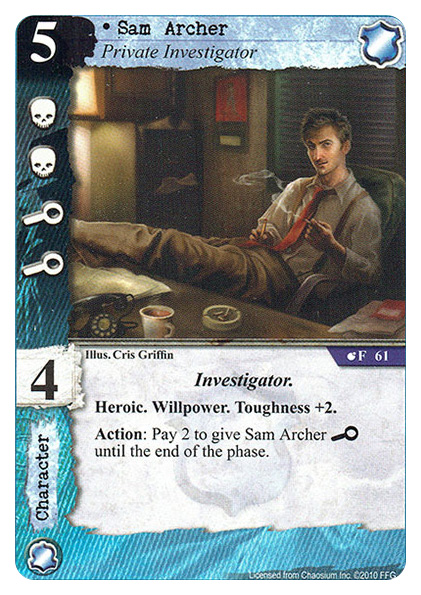 5
• Sam Archer
Private Investigator
Illus. Cris Griffin
F 61
4
Investigator.
Heroic. Willpower. Toughness +2.
Action: Pay 2 to give Sam Archer
until the end of the phase.
Character
Licensed from Chaosium Inc. ©2010 FFG